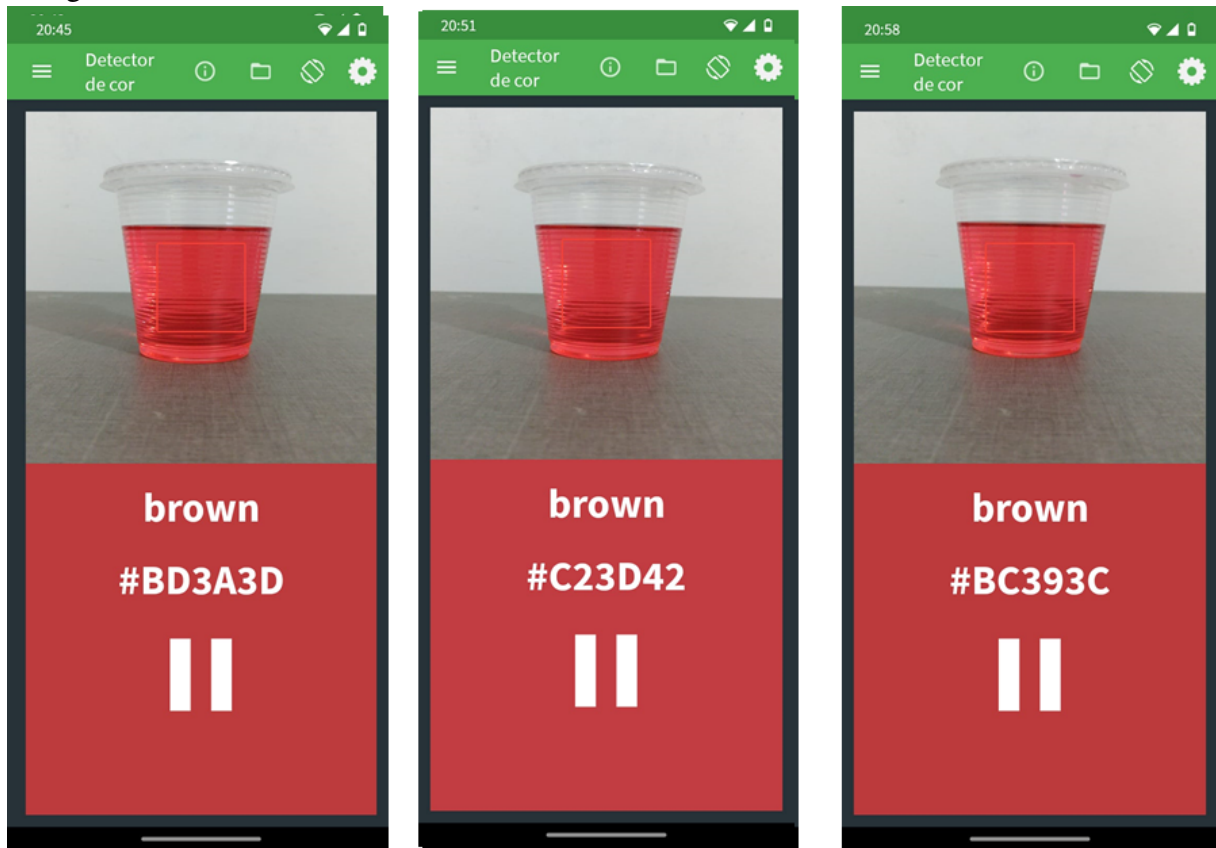 20:45
Detector
de cor
brown
#BD3A3D
20:51
Detector
de cor
brown
#C23D42
20:58
Detector
de cor
brown
#BC393C